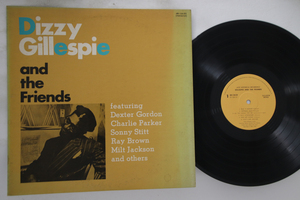 Dizzy
Gillespie
and the
Friends
featuring
Dexter Gordon
Charlie Parker
Sonny Stitt
Ray Brown
Milt Jackson
and others